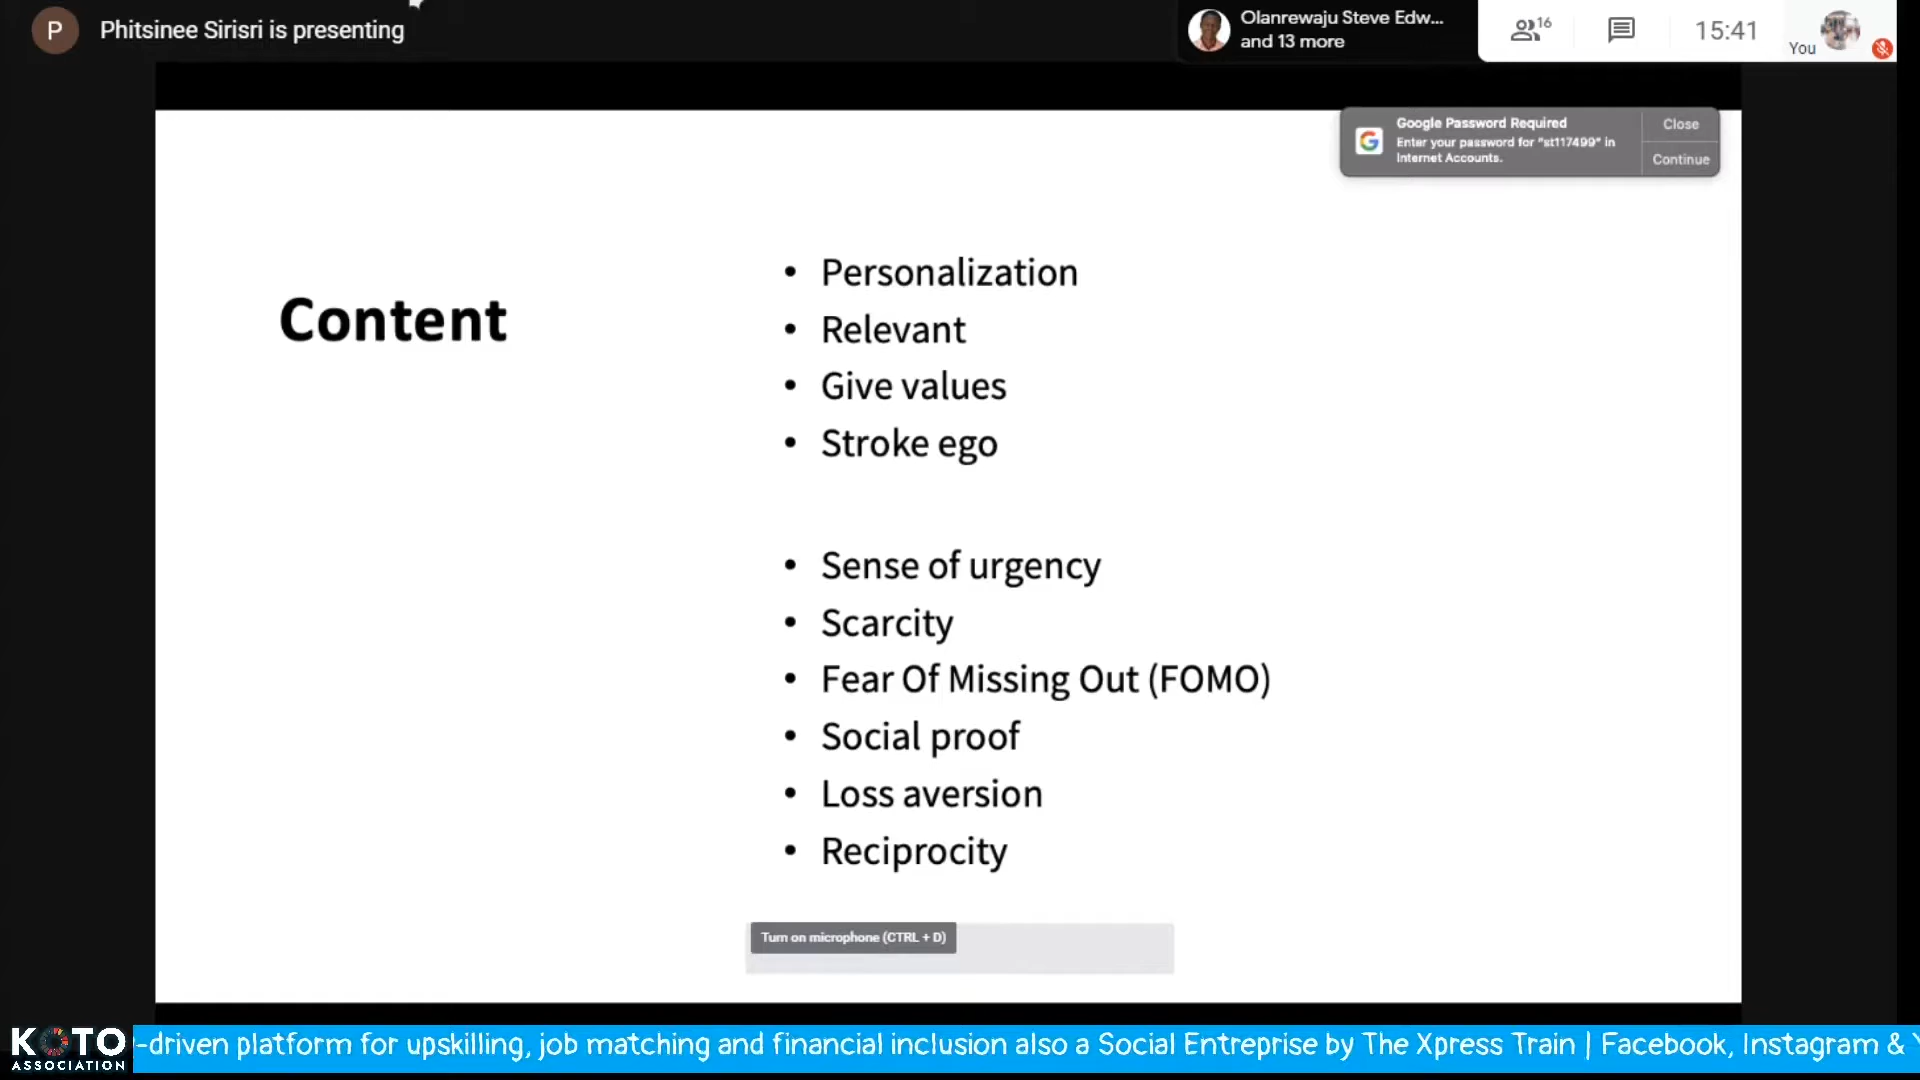 P
Phitsinee Sirisri is presenting
Olanrewaju Steve Edw...
and 13 more
16
15:41
You
Google Password Required
Enter your password for "st117499" in
Internet Accounts.
Close
Continue
Content
• Personalization
• Relevant
• Give values
• Stroke ego
• Sense of urgency
• Scarcity
• Fear Of Missing Out (FOMO)
• Social proof
• Loss aversion
• Reciprocity
Turn on microphone (CTRL + D)
KOTO
ASSOCIATION
-driven platform for upskilling, job matching and financial inclusion also a Social Entreprise by The Xpress Train | Facebook, Instagram &